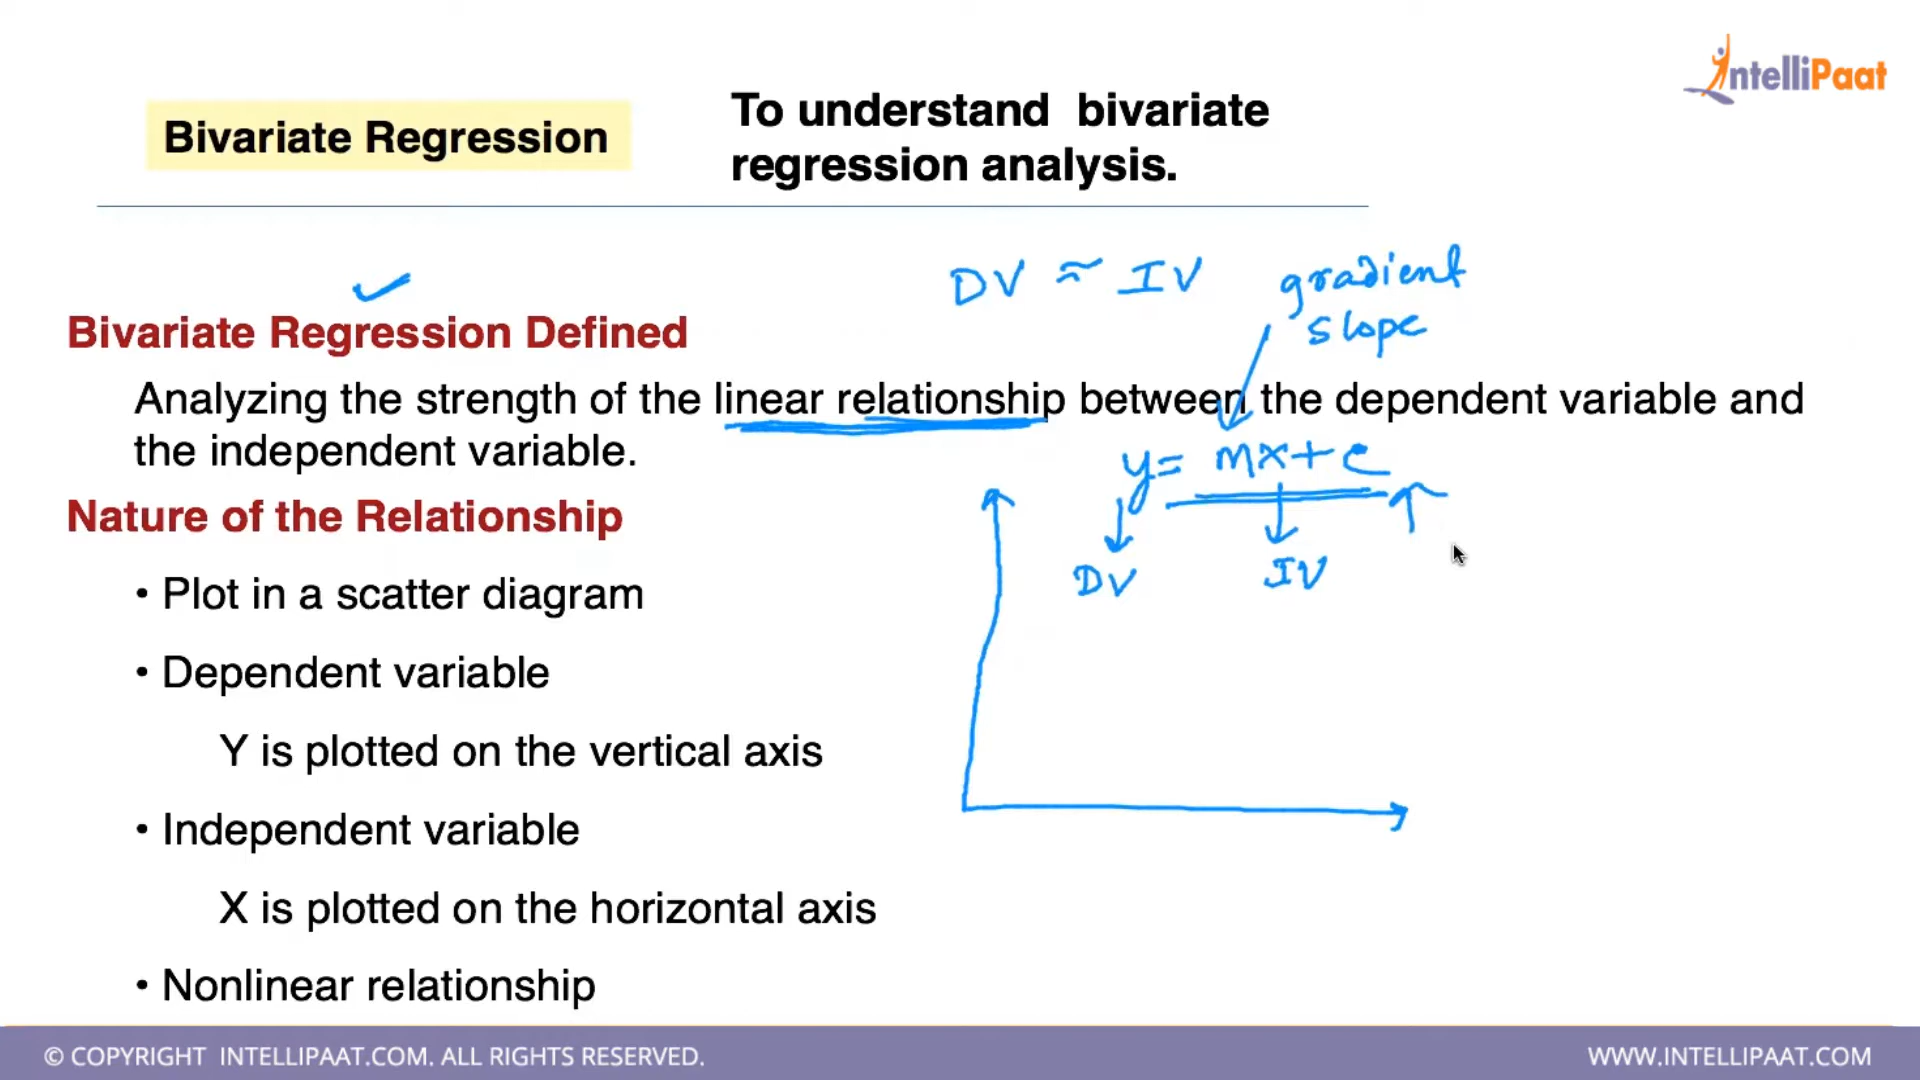 IntelliPaat
Bivariate Regression
To understand bivariate
regression analysis.
DV ≈ IV
gradient
slope
Bivariate Regression Defined
Analyzing the strength of the linear relationship between the dependent variable and
the independent variable.
y = mx + c
DV
IV
Nature of the Relationship
• Plot in a scatter diagram
• Dependent variable
Y is plotted on the vertical axis
• Independent variable
X is plotted on the horizontal axis
• Nonlinear relationship
© COPYRIGHT INTELLIPAAT.COM. ALL RIGHTS RESERVED.
WWW.INTELLIPAAT.COM